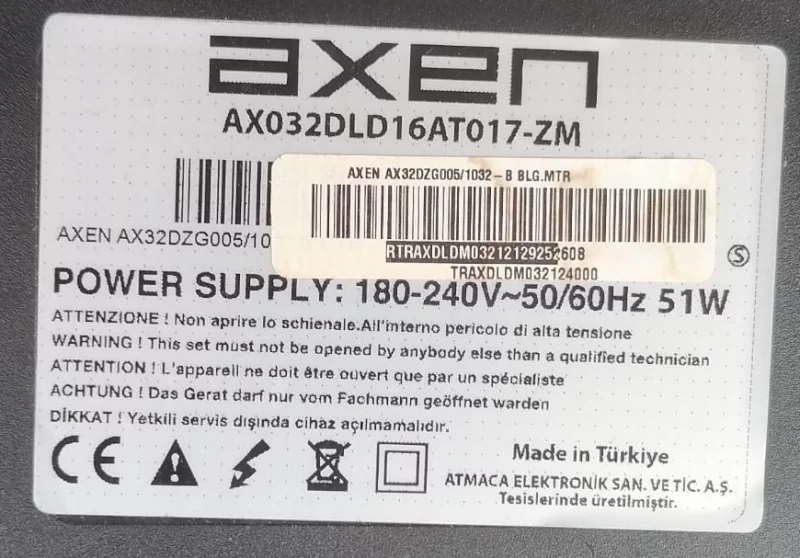 axen
AX032DLD16AT017-ZM
AXEN AX32DZG005/1032-B BLG.MTR
AXEN AX32DZG005/10
RTRAXDLDM03212129252608
TRAXDLDM032124000
S
POWER SUPPLY: 180-240V~50/60Hz 51W
ATTENZIONE ! Non aprire lo schienale.All'interno pericolo di alta tensione
WARNING ! This set must not be opened by anybody else than a qualified technician
ATTENTION ! L'appareil ne doit être ouvert que par un spécialiste
ACHTUNG ! Das Gerat darf nur vom Fachmann geöffnet warden
DİKKAT ! Yetkili servis dışında cihaz açılmamalıdır.
CE
Made in Türkiye
ATMACA ELEKTRONİK SAN. VE TİC. A.Ş.
Tesislerinde üretilmiştir.